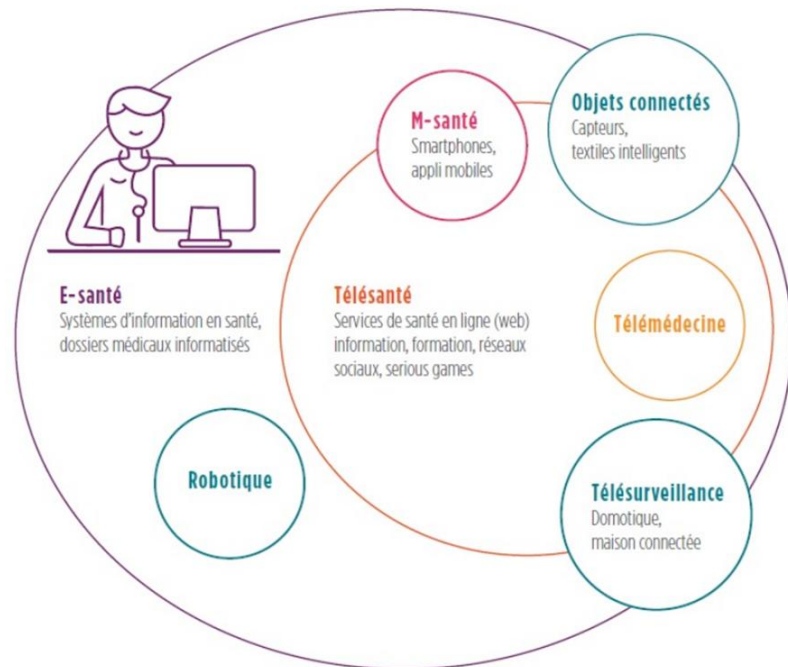 M-santé
Smartphones,
appli mobiles
Objets connectés
Capteurs,
textiles intelligents
E-santé
Systèmes d'information en santé,
dossiers médicaux informatisés
Télésanté
Services de santé en ligne (web)
information, formation, réseaux
sociaux, serious games
Télémédecine
Robotique
Télésurveillance
Domotique,
maison connectée